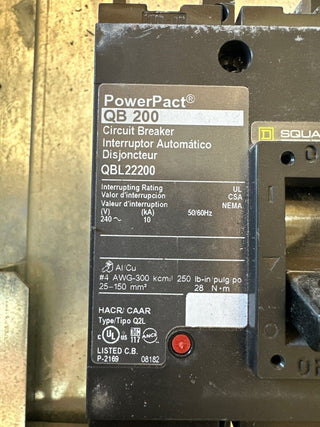 PowerPact®
QB 200
Circuit Breaker
Interruptor Automático
Disjoncteur
QBL22200
Interrupting Rating UL
Valor d'interruption CSA
Valeur d'interruption NEMA
(V) (kA) 50/60Hz
240 ~ 10
Al/Cu
#4 AWG-300 kcmil 250 lb-in/pulg po
25-150 mm² 28 N·m
HACR/ CAAR
Type/Tipo Q2L
LISTED C.B.
P-2169 08182
SQUA